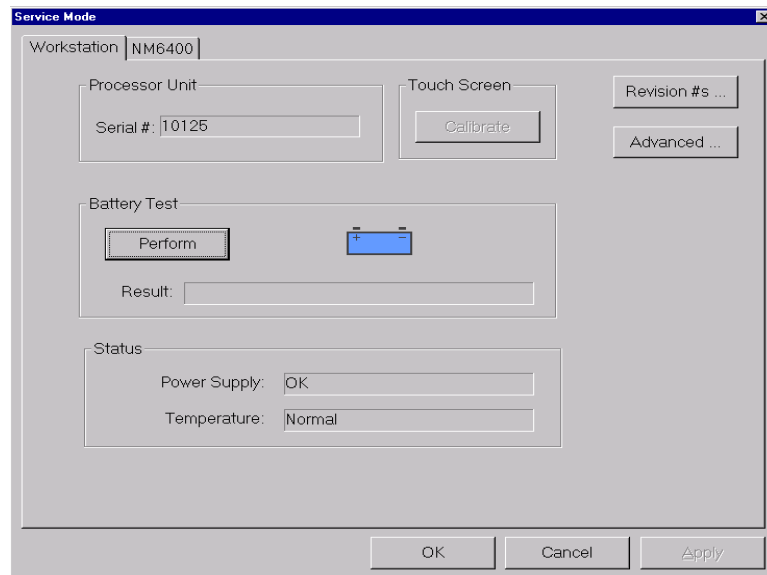 Service Mode
Workstation NM6400
Processor Unit
Serial #: 10125
Touch Screen
Calibrate
Revision #s ...
Advanced ...
Battery Test
Perform
+ −
Result:
Status
Power Supply: OK
Temperature: Normal
OK Cancel Apply